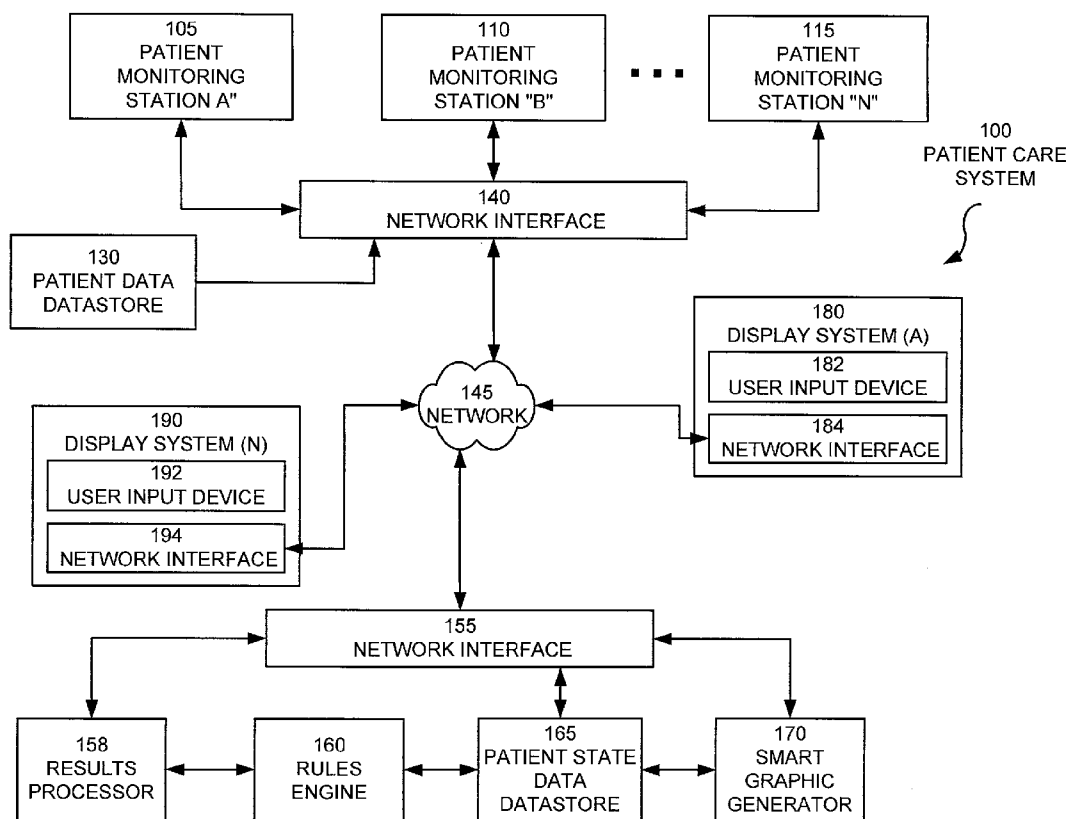 105
PATIENT
MONITORING
STATION A"
110
PATIENT
MONITORING
STATION "B"
115
PATIENT
MONITORING
STATION "N"
100
PATIENT CARE
SYSTEM
140
NETWORK INTERFACE
130
PATIENT DATA
DATASTORE
180
DISPLAY SYSTEM (A)
182
USER INPUT DEVICE
184
NETWORK INTERFACE
145
NETWORK
190
DISPLAY SYSTEM (N)
192
USER INPUT DEVICE
194
NETWORK INTERFACE
155
NETWORK INTERFACE
158
RESULTS
PROCESSOR
160
RULES
ENGINE
165
PATIENT STATE
DATA
DATASTORE
170
SMART
GRAPHIC
GENERATOR